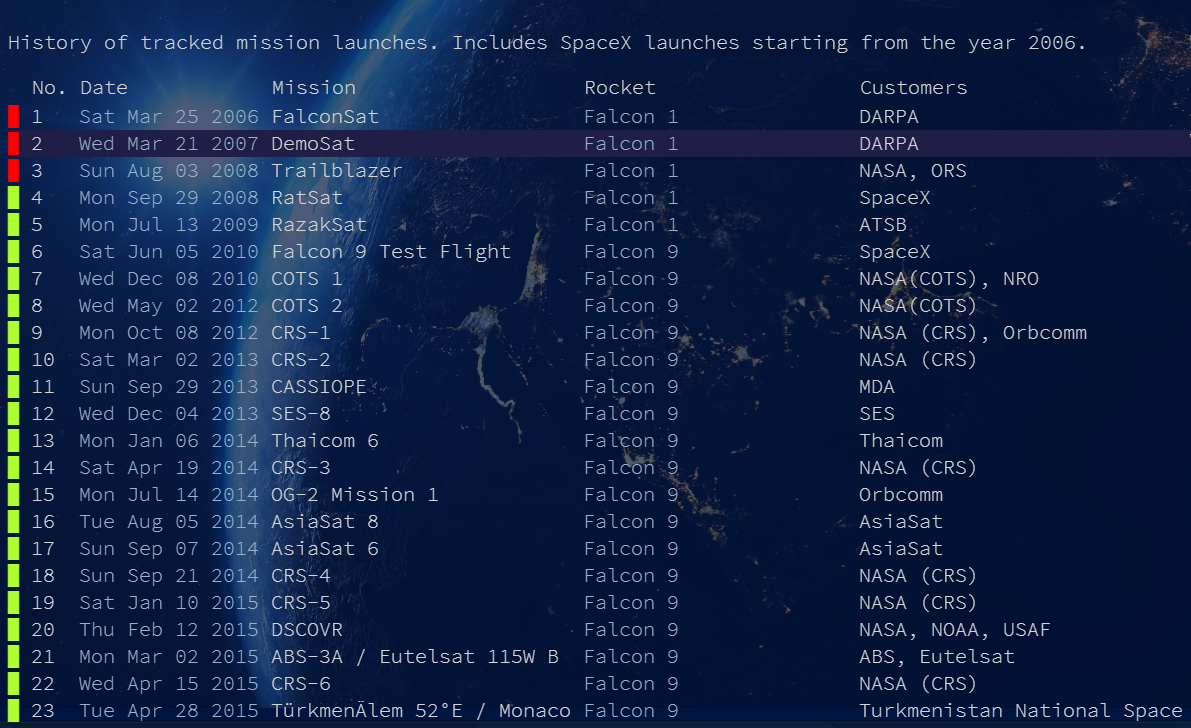 History of tracked mission launches. Includes SpaceX launches starting from the year 2006.
No. Date Mission Rocket Customers
1 Sat Mar 25 2006 FalconSat Falcon 1 DARPA
2 Wed Mar 21 2007 DemoSat Falcon 1 DARPA
3 Sun Aug 03 2008 Trailblazer Falcon 1 NASA, ORS
4 Mon Sep 29 2008 RatSat Falcon 1 SpaceX
5 Mon Jul 13 2009 RazakSat Falcon 1 ATSB
6 Sat Jun 05 2010 Falcon 9 Test Flight Falcon 9 SpaceX
7 Wed Dec 08 2010 COTS 1 Falcon 9 NASA(COTS), NRO
8 Wed May 02 2012 COTS 2 Falcon 9 NASA(COTS)
9 Mon Oct 08 2012 CRS-1 Falcon 9 NASA (CRS), Orbcomm
10 Sat Mar 02 2013 CRS-2 Falcon 9 NASA (CRS)
11 Sun Sep 29 2013 CASSIOPE Falcon 9 MDA
12 Wed Dec 04 2013 SES-8 Falcon 9 SES
13 Mon Jan 06 2014 Thaicom 6 Falcon 9 Thaicom
14 Sat Apr 19 2014 CRS-3 Falcon 9 NASA (CRS)
15 Mon Jul 14 2014 OG-2 Mission 1 Falcon 9 Orbcomm
16 Tue Aug 05 2014 AsiaSat 8 Falcon 9 AsiaSat
17 Sun Sep 07 2014 AsiaSat 6 Falcon 9 AsiaSat
18 Sun Sep 21 2014 CRS-4 Falcon 9 NASA (CRS)
19 Sat Jan 10 2015 CRS-5 Falcon 9 NASA (CRS)
20 Thu Feb 12 2015 DSCOVR Falcon 9 NASA, NOAA, USAF
21 Mon Mar 02 2015 ABS-3A / Eutelsat 115W B Falcon 9 ABS, Eutelsat
22 Wed Apr 15 2015 CRS-6 Falcon 9 NASA (CRS)
23 Tue Apr 28 2015 TürkmenÄlem 52°E / Monaco Falcon 9 Turkmenistan National Space